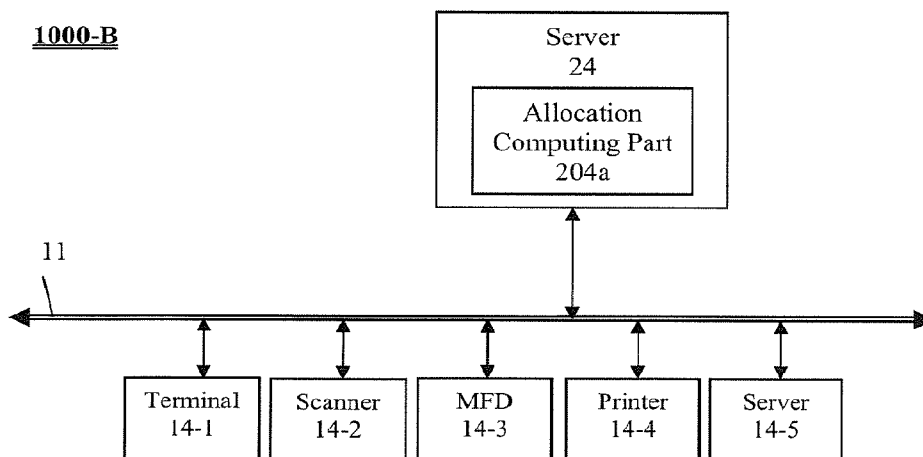 1000-B
Server
24
Allocation
Computing Part
204a
11
Terminal
14-1
Scanner
14-2
MFD
14-3
Printer
14-4
Server
14-5